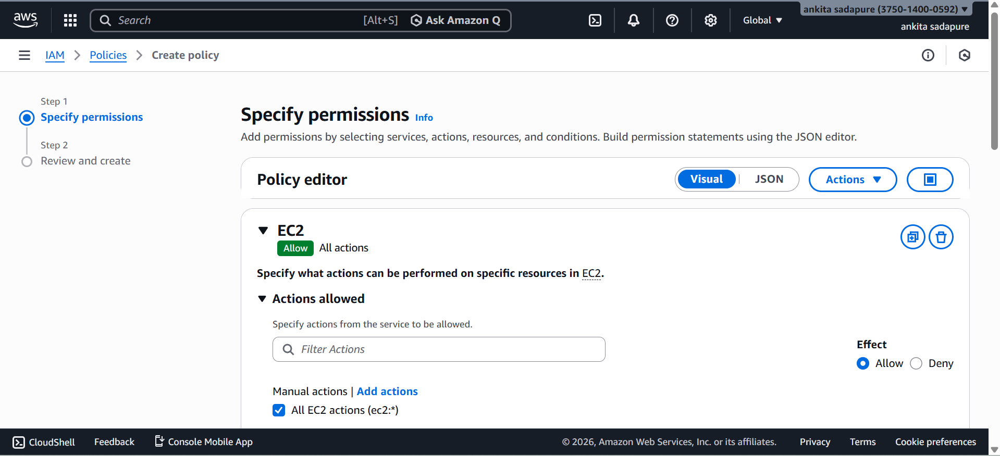 aws
Search [Alt+S] Ask Amazon Q
Global
ankita sadapure (3750-1400-0592)
ankita sadapure
IAM Policies Create policy
Step 1
Specify permissions
Step 2
Review and create
Specify permissions Info
Add permissions by selecting services, actions, resources, and conditions. Build permission statements using the JSON editor.
Policy editor
Visual JSON Actions
EC2
Allow All actions
Specify what actions can be performed on specific resources in EC2.
Actions allowed
Specify actions from the service to be allowed.
Filter Actions
Effect
Allow Deny
Manual actions | Add actions
All EC2 actions (ec2:*)
CloudShell Feedback Console Mobile App © 2026, Amazon Web Services, Inc. or its affiliates. Privacy Terms Cookie preferences